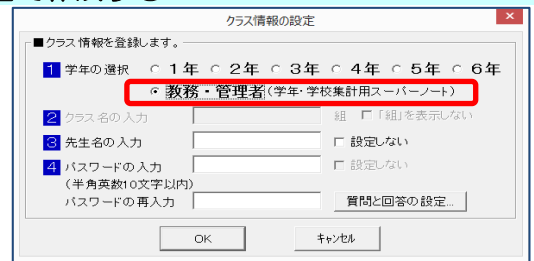 クラス情報の設定
■クラス情報を登録します。
1 学年の選択 1年 2年 3年 4年 5年 6年
教務・管理者(学年・学校集計用スーパーノート)
2 クラス名の入力 組 「組」を表示しない
3 先生名の入力 設定しない
4 パスワードの入力 設定しない
(半角英数10文字以内)
パスワードの再入力 質問と回答の設定...
OK キャンセル